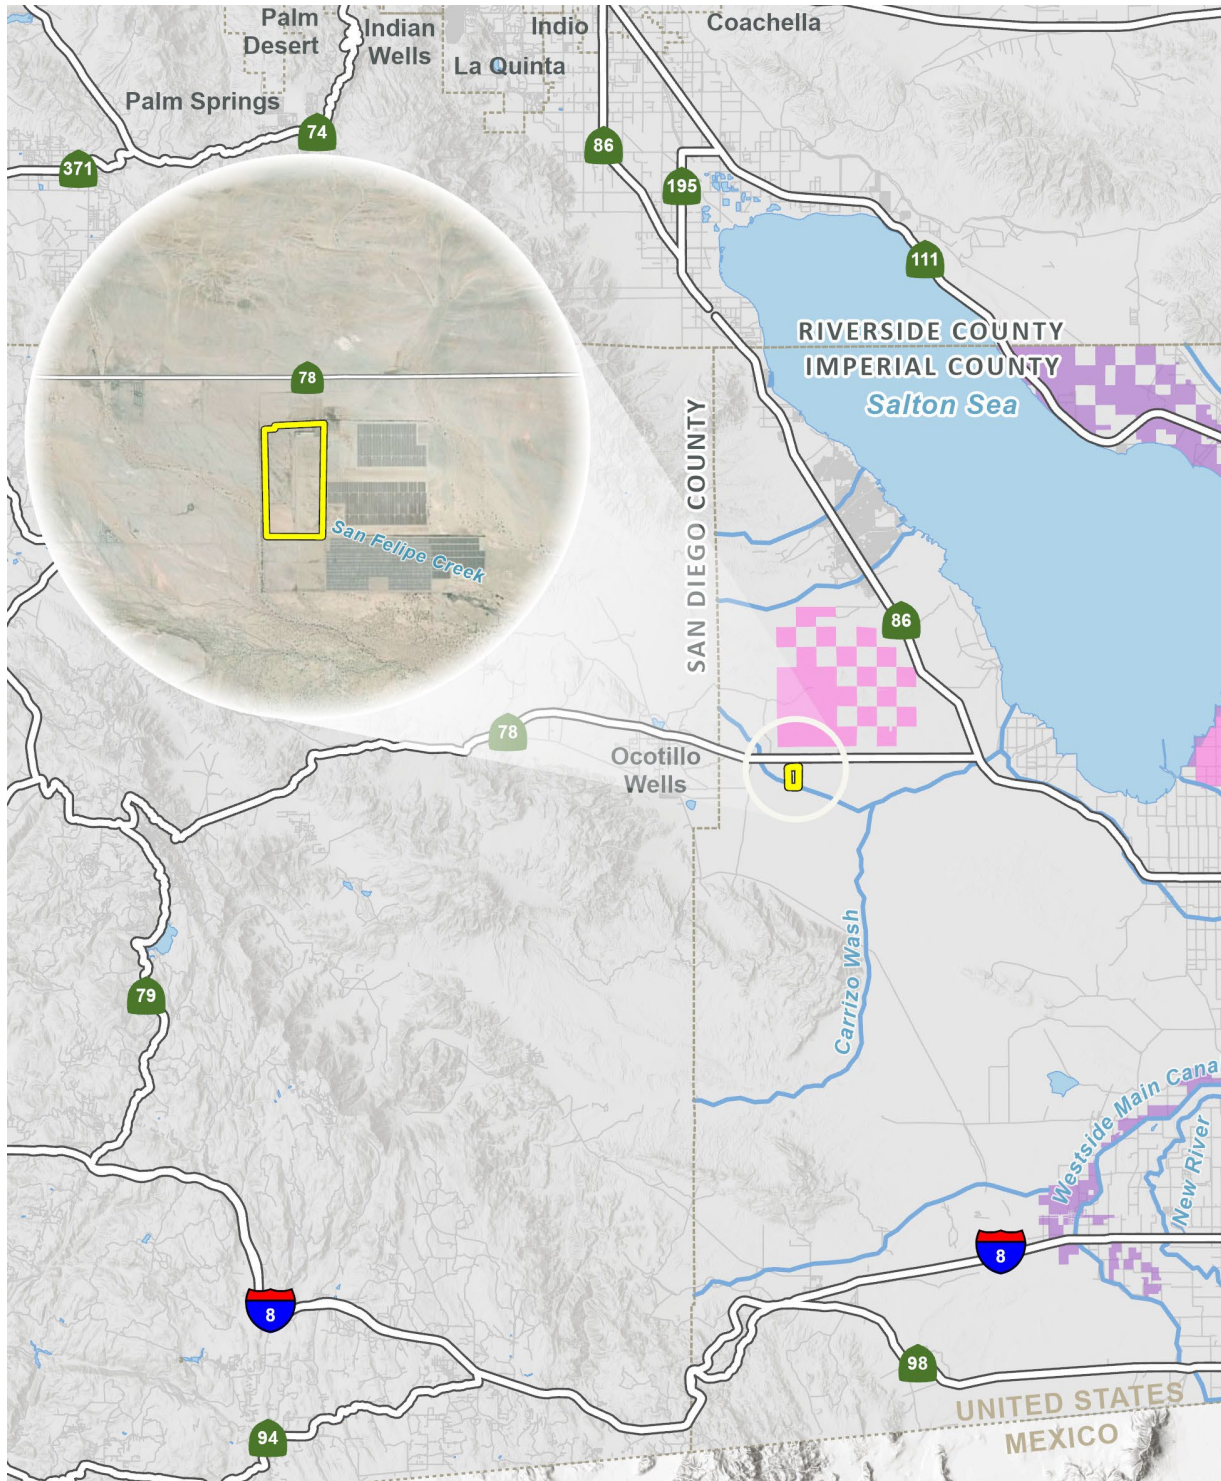 Palm
Desert
Indian
Wells
Indio
Coachella
La Quinta
Palm Springs
74
371
86
195
111
RIVERSIDE COUNTY
IMPERIAL COUNTY
Salton Sea
78
San Felipe Creek
SAN DIEGO COUNTY
86
78
Ocotillo
Wells
Carrizo Wash
79
Westside Main Canal
New River
8
8
98
94
UNITED STATES
MEXICO